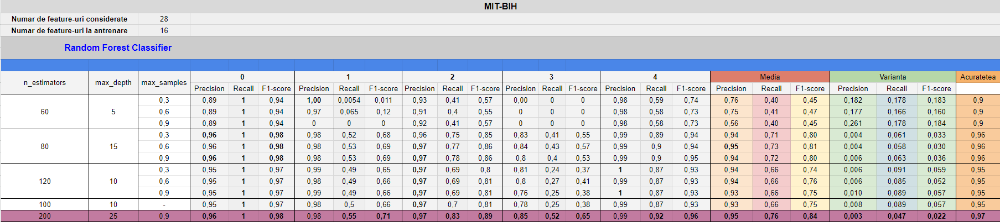 MIT-BIH
Numar de feature-uri considerate 28
Numar de feature-uri la antrenare 16
Random Forest Classifier
n_estimators max_depth max_samples 0 1 2 3 4 Media Varianta Acuratetea
Precision Recall F1-score Precision Recall F1-score Precision Recall F1-score Precision Recall F1-score Precision Recall F1-score Precision Recall F1-score Precision Recall F1-score
60 5 0,3 0,89 1 0,94 1,00 0,0054 0,011 0,93 0,41 0,57 0,00 0 0 0,98 0,59 0,74 0,76 0,40 0,45 0,182 0,178 0,183 0,9
0,6 0,89 1 0,94 0,97 0,065 0,12 0,91 0,4 0,55 0 0 0 0,98 0,58 0,73 0,75 0,41 0,47 0,177 0,166 0,160 0,9
0,9 0,89 1 0,94 0 0 0 0,92 0,41 0,57 0 0 0 0,98 0,58 0,73 0,56 0,40 0,45 0,261 0,178 0,184 0,9
80 15 0,3 0,96 1 0,98 0,98 0,52 0,68 0,96 0,75 0,85 0,83 0,41 0,55 0,99 0,89 0,94 0,94 0,71 0,80 0,004 0,061 0,033 0,96
0,6 0,96 1 0,98 0,98 0,53 0,69 0,97 0,77 0,86 0,84 0,43 0,57 0,99 0,9 0,94 0,95 0,73 0,81 0,004 0,058 0,030 0,96
0,9 0,96 1 0,98 0,98 0,53 0,69 0,97 0,78 0,86 0,8 0,4 0,53 0,99 0,9 0,95 0,94 0,72 0,80 0,006 0,063 0,036 0,96
120 10 0,3 0,95 1 0,97 0,99 0,49 0,65 0,97 0,69 0,8 0,81 0,24 0,37 1 0,87 0,93 0,94 0,66 0,74 0,006 0,091 0,059 0,95
0,6 0,95 1 0,97 0,98 0,49 0,66 0,97 0,69 0,81 0,8 0,27 0,41 0,99 0,87 0,93 0,94 0,66 0,76 0,006 0,085 0,052 0,95
0,9 0,95 1 0,97 0,99 0,49 0,66 0,97 0,69 0,81 0,76 0,25 0,38 1 0,87 0,93 0,93 0,66 0,75 0,010 0,089 0,057 0,95
100 10 - 0,95 1 0,97 0,98 0,5 0,66 0,97 0,7 0,81 0,78 0,25 0,38 0,99 0,87 0,93 0,93 0,66 0,75 0,008 0,089 0,057 0,95
200 25 0,9 0,96 1 0,98 0,98 0,55 0,71 0,97 0,83 0,89 0,85 0,52 0,65 0,99 0,92 0,96 0,95 0,76 0,84 0,003 0,047 0,022 0,97